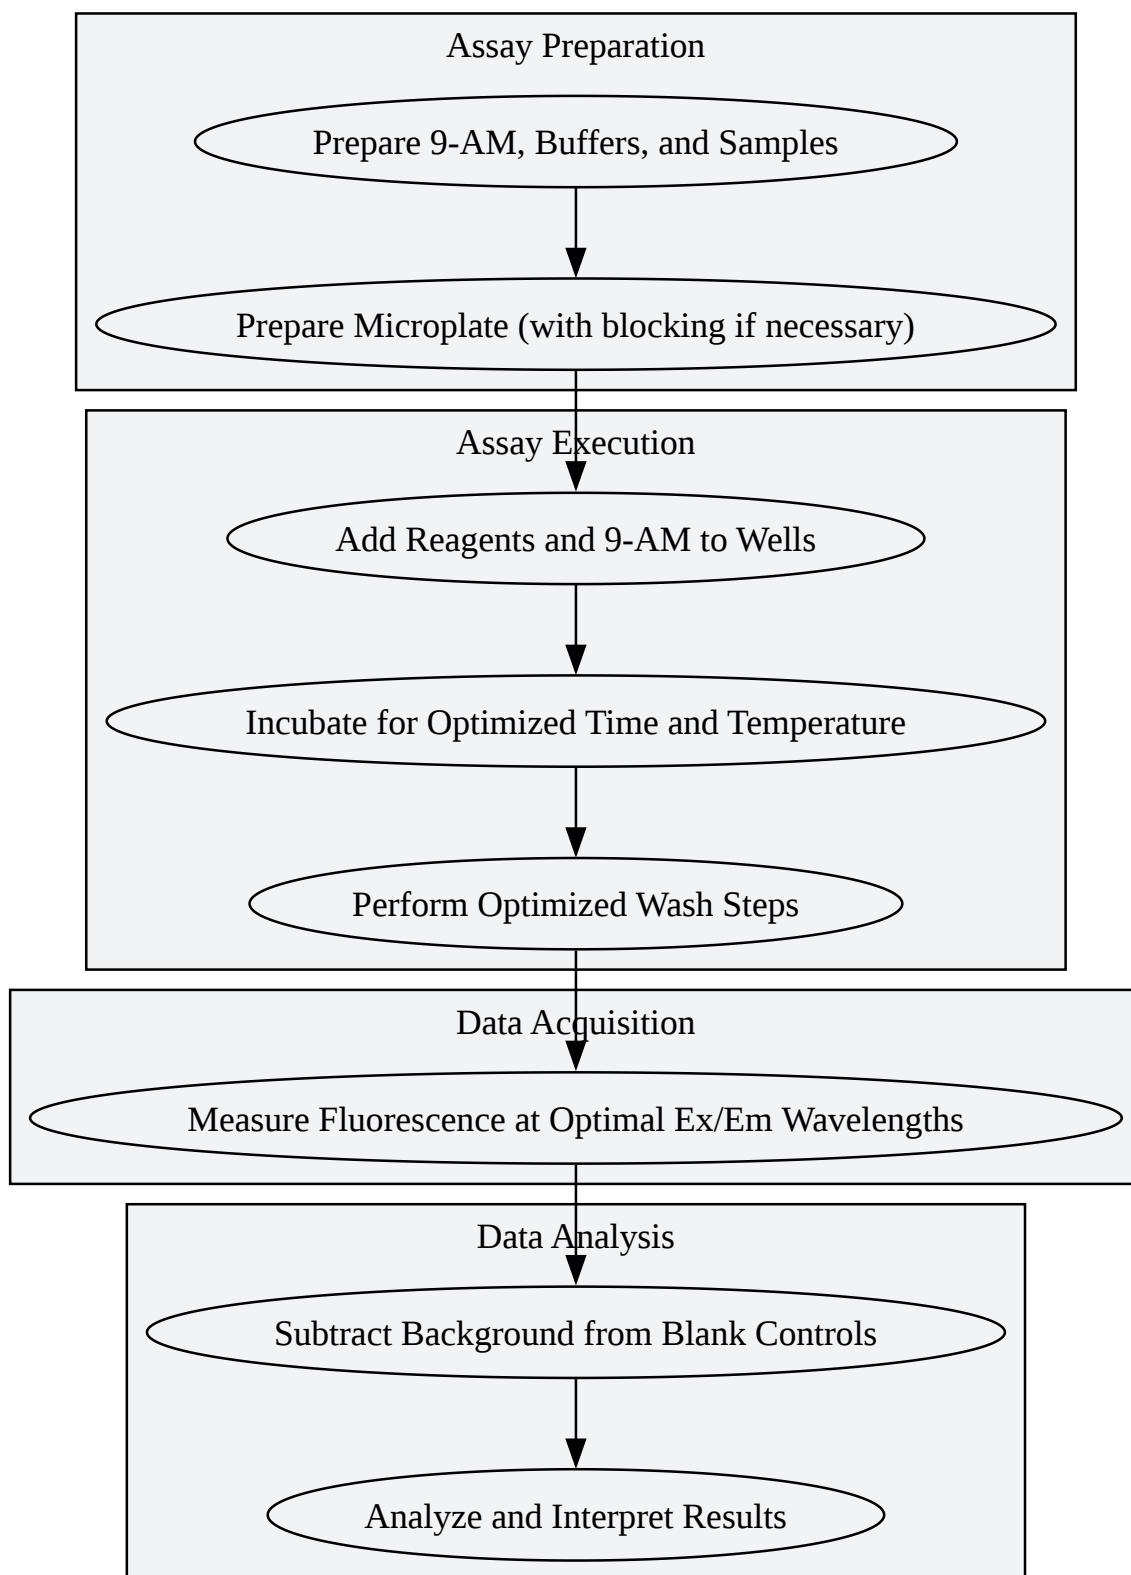 Assay Preparation
Prepare 9-AM, Buffers, and Samples
Prepare Microplate (with blocking if necessary)
Assay Execution
Add Reagents and 9-AM to Wells
Incubate for Optimized Time and Temperature
Perform Optimized Wash Steps
Data Acquisition
Measure Fluorescence at Optimal Ex/Em Wavelengths
Data Analysis
Subtract Background from Blank Controls
Analyze and Interpret Results